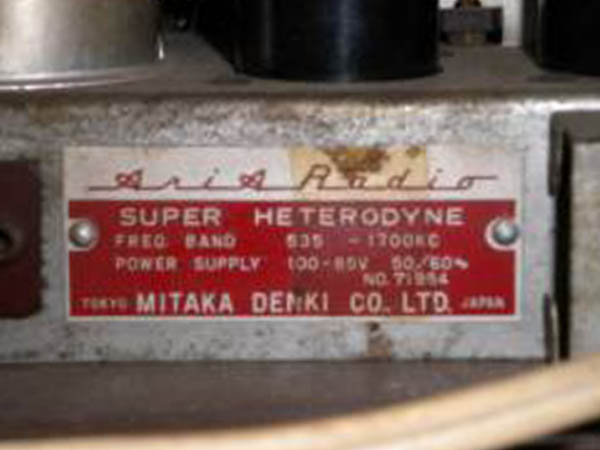 AriA Radio
SUPER HETERODYNE
FREQ. BAND 535 - 1700KC
POWER SUPPLY 100-85V 50/60~
NO. 71954
TOKYO MITAKA DENKI CO., LTD. JAPAN